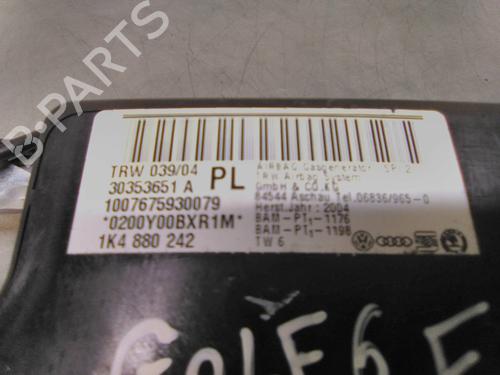 B-PARTS
TRW 039/04
30353651 A PL
1007675930079
*0200Y00BXR1M*
1K4 880 242
AIRBAG Gasgenerator SP 2
TRW Airbag System
GmbH & CO.KG
84544 Aschau Tel.08636/965-0
Herst.Jahr: 2004
BAM-PT1-1176
BAM-PT1-1198
TW 6
GOLF 6 F